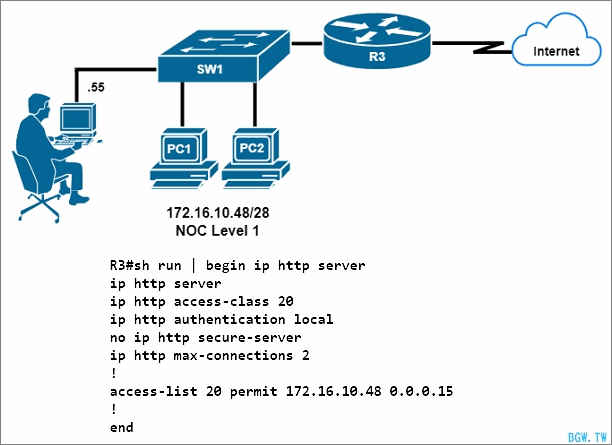 .55
SW1
R3
Internet
PC1
PC2
172.16.10.48/28
NOC Level 1
R3#sh run | begin ip http server
ip http server
ip http access-class 20
ip http authentication local
no ip http secure-server
ip http max-connections 2
!
access-list 20 permit 172.16.10.48 0.0.0.15
!
end
BGW.TW